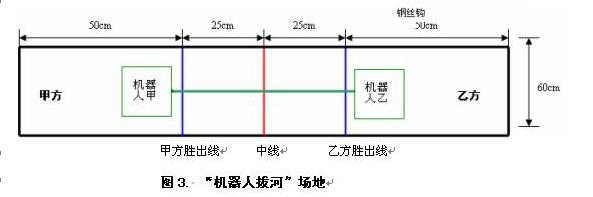 钢丝钩
50cm
25cm
25cm
50cm
甲方
机器
人甲
机器
人乙
乙方
60cm
甲方胜出线
中线
乙方胜出线
图 3. “机器人拔河”场地